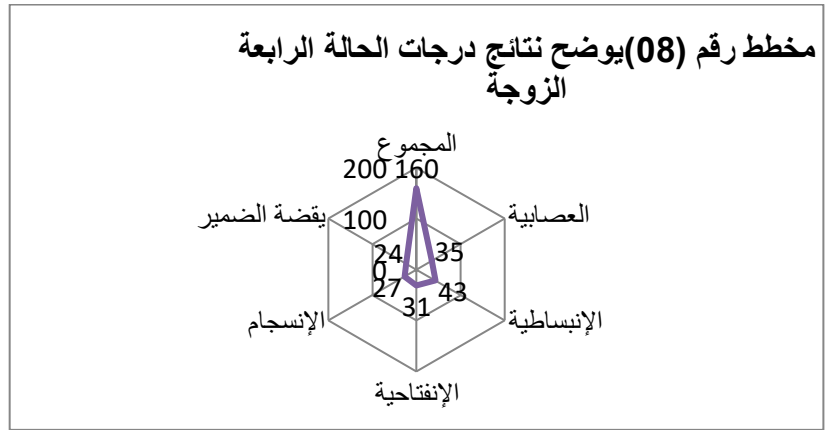 مخطط رقم (08)يوضح نتائج درجات الحالة الرابعة
الزوجة
المجموع
200 160
العصابية
يقضة الضمير
100
35
24
0
27
43
31
الإنبساطية
الإنسجام
الإنفتاحية